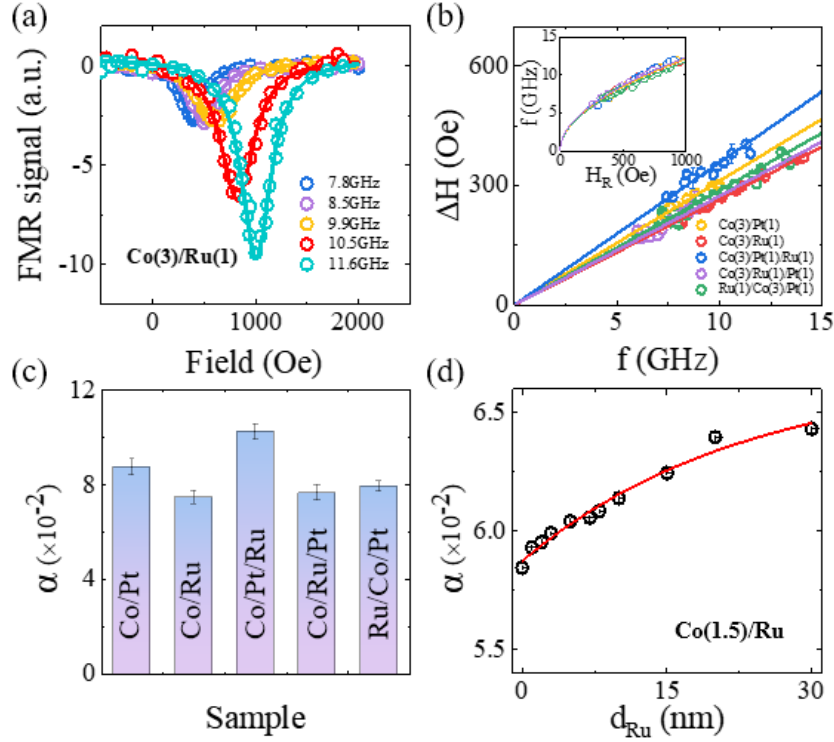 (a)
FMR signal (a.u.)
0
-5
-10
0
1000
2000
Field (Oe)
7.8GHz
8.5GHz
9.9GHz
10.5GHz
11.6GHz
Co(3)/Ru(1)
(b)
ΔH (Oe)
600
300
0
0
5
10
15
f (GHz)
f (GHz)
15
10
5
0
0
500
1000
H_R (Oe)
Co(3)/Pt(1)
Co(3)/Ru(1)
Co(3)/Pt(1)/Ru(1)
Co(3)/Ru(1)/Pt(1)
Ru(1)/Co(3)/Pt(1)
(c)
α (×10⁻²)
12
8
4
0
Co/Pt
Co/Ru
Co/Pt/Ru
Co/Ru/Pt
Ru/Co/Pt
Sample
(d)
α (×10⁻²)
6.5
6.0
5.5
0
15
30
d_Ru (nm)
Co(1.5)/Ru